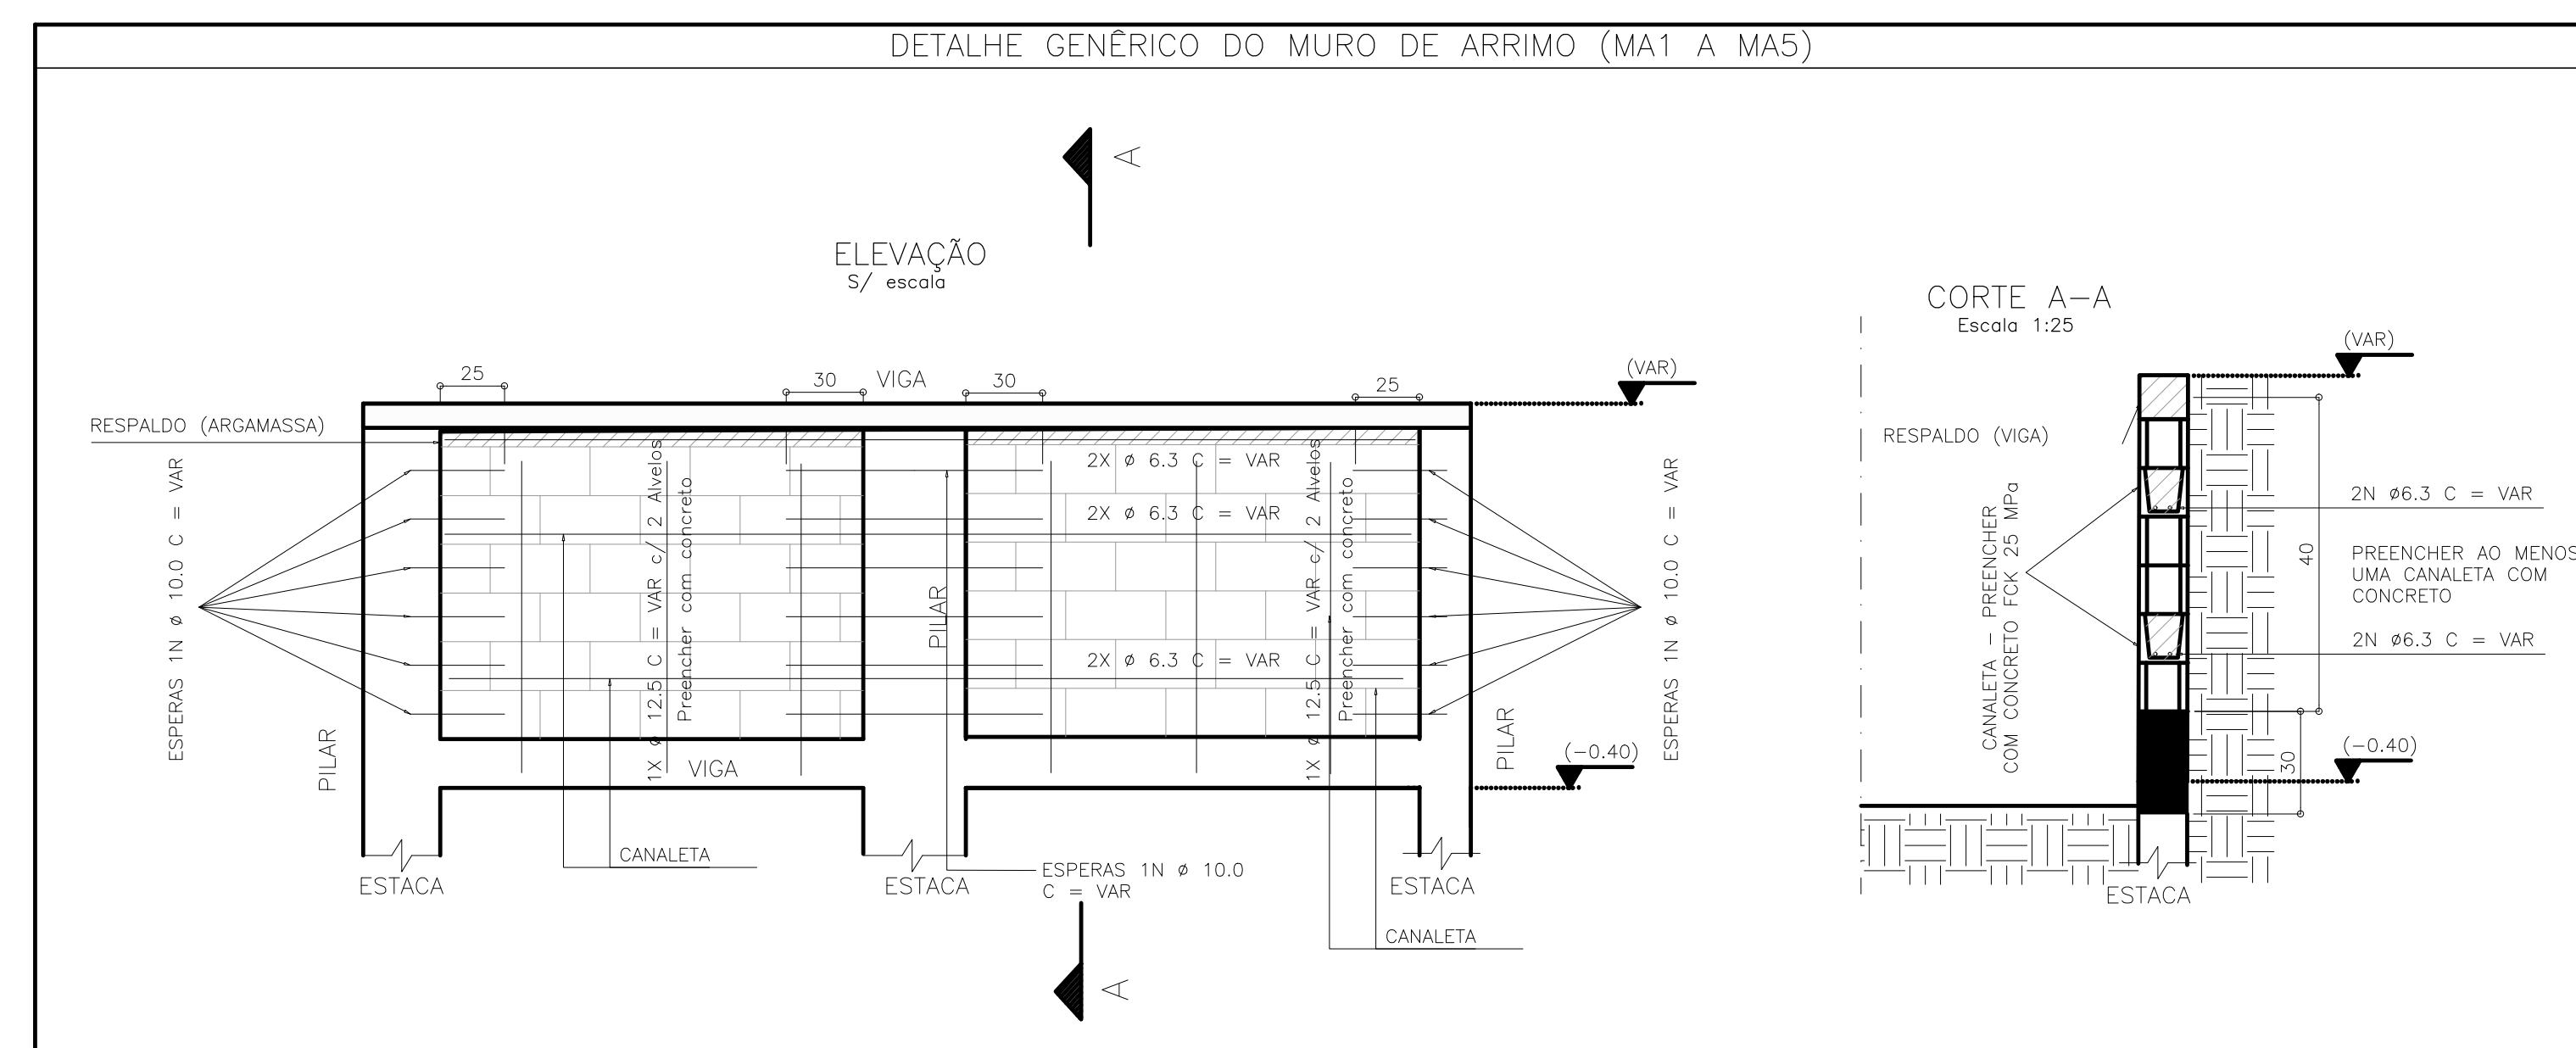 DETALHE GENÊRICO DO MURO DE ARRIMO (MA1 A MA5)
A
ELEVAÇÃO
S/ escala
25
30
VIGA
30
25
(VAR)
RESPALDO (ARGAMASSA)
ESPERAS 1N ø 10.0 C = VAR
PILAR
1X ø 12.5 C = VAR c/ 2 Alvelos
Preencher com concreto
PILAR
2X ø 6.3 C = VAR
2X ø 6.3 C = VAR
2X ø 6.3 C = VAR
1X ø 12.5 C = VAR c/ 2 Alvelos
Preencher com concreto
PILAR
ESPERAS 1N ø 10.0 C = VAR
VIGA
(-0.40)
CANALETA
ESTACA
ESTACA
ESTACA
ESPERAS 1N ø 10.0
C = VAR
CANALETA
A
CORTE A-A
Escala 1:25
(VAR)
RESPALDO (VIGA)
CANALETA - PREENCHER
COM CONCRETO FCK 25 MPa
2N ø6.3 C = VAR
40
PREENCHER AO MENOS
UMA CANALETA COM
CONCRETO
2N ø6.3 C = VAR
30
(-0.40)
ESTACA